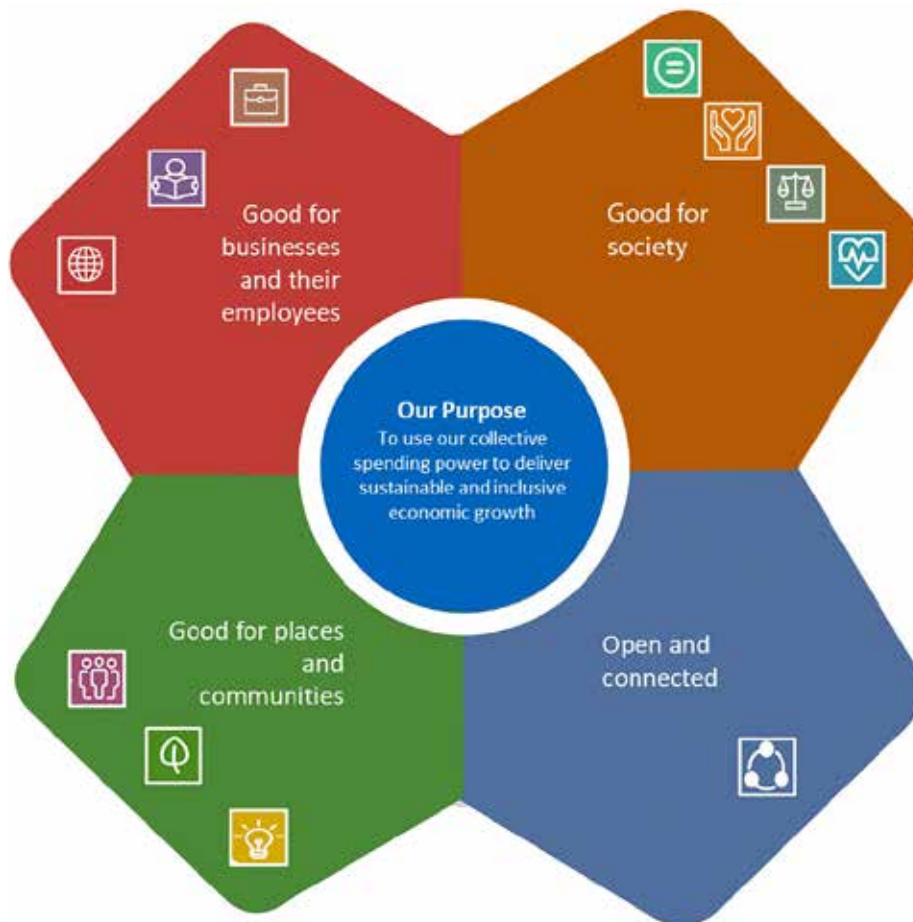 Good for
businesses
and their
employees
Good for
society
Our Purpose
To use our collective
spending power to deliver
sustainable and inclusive
economic growth
Good for places
and
communities
Open and
connected